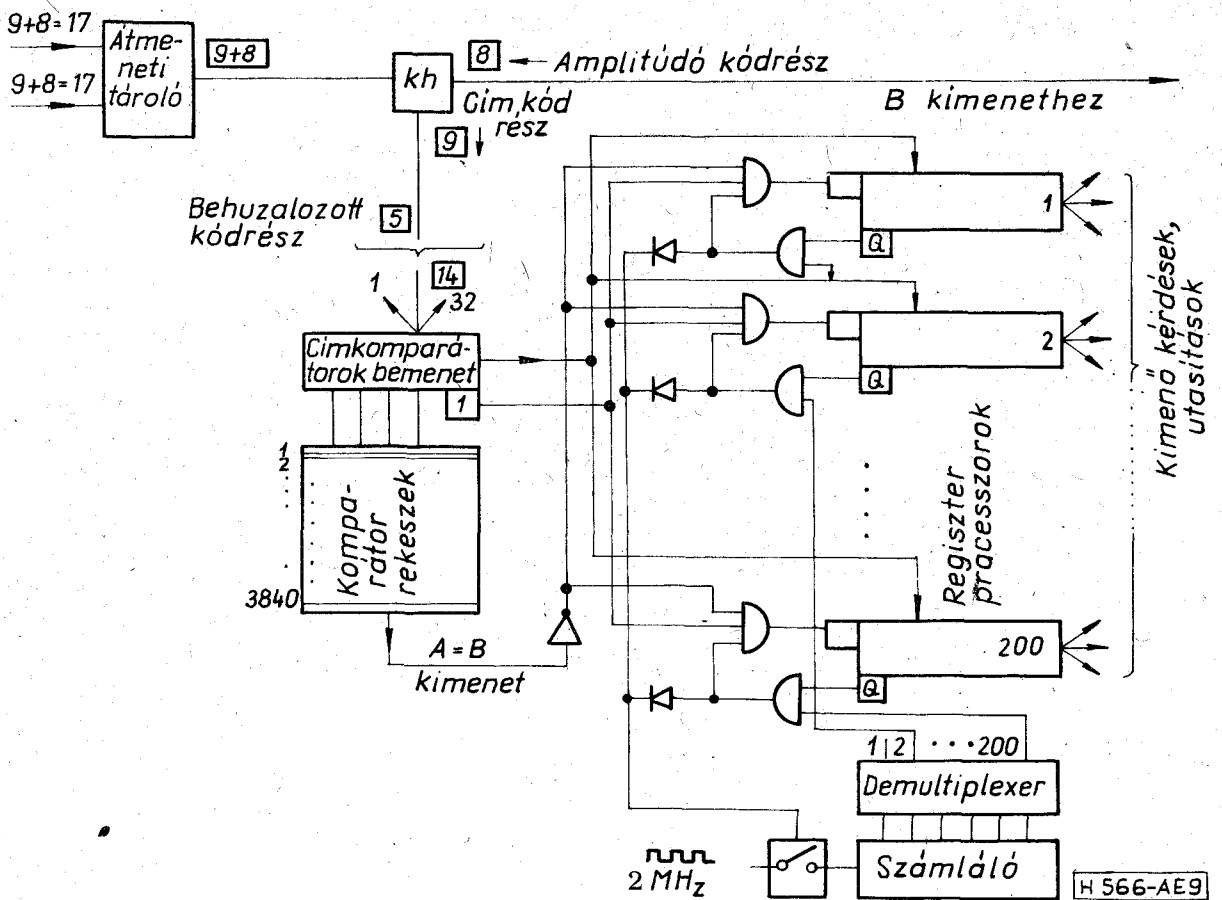 9+8=17
9+8=17
Átme-
neti
tároló
9+8
kh
8
Amplitúdó kódrész
B kimenethez
Cím kód
rész
9
Behuzalozott
kódrész
5
14
1
32
Címkompará-
torok bemenet
1
1
2
3840
Kompa-
rátor
rekeszek
A=B
kimenet
1
Q
2
Q
200
Q
Regiszter
processzorok
Kimenő kérdések,
utasítások
1|2 ···200
Demultiplexer
Számláló
2 MHz
H 566-AE9